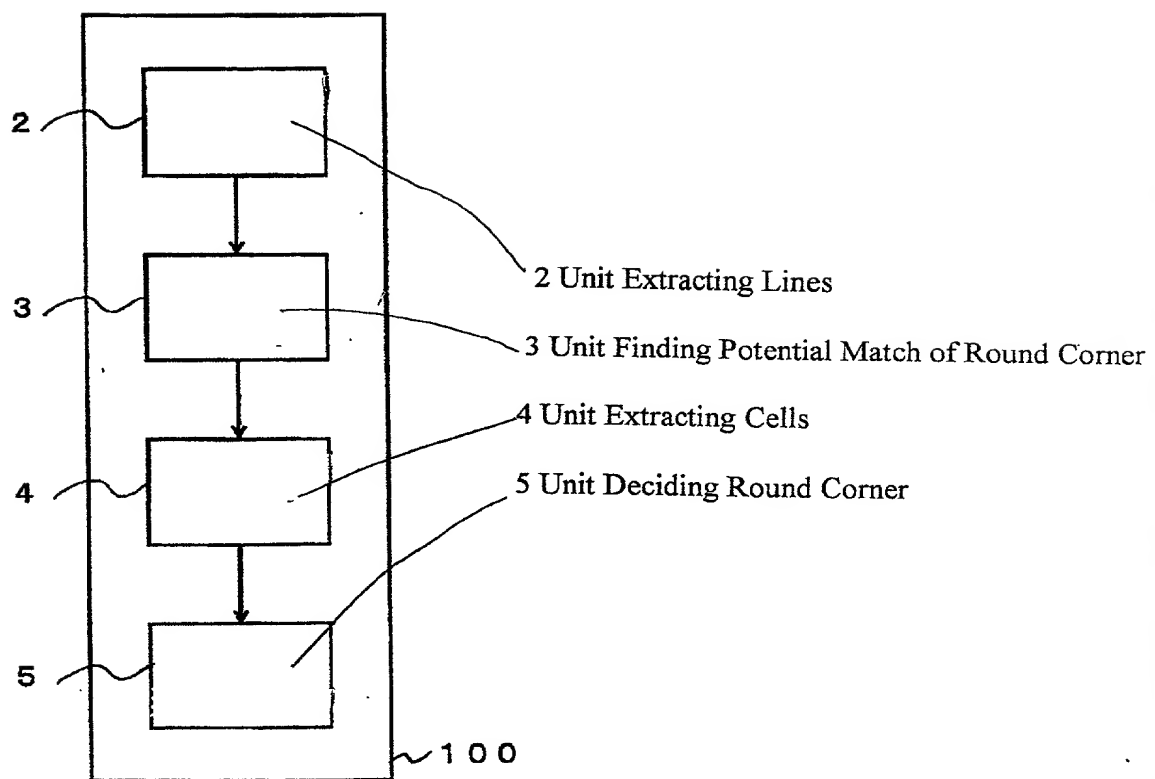 2
3
4
5
2 Unit Extracting Lines
3 Unit Finding Potential Match of Round Corner
4 Unit Extracting Cells
5 Unit Deciding Round Corner
100